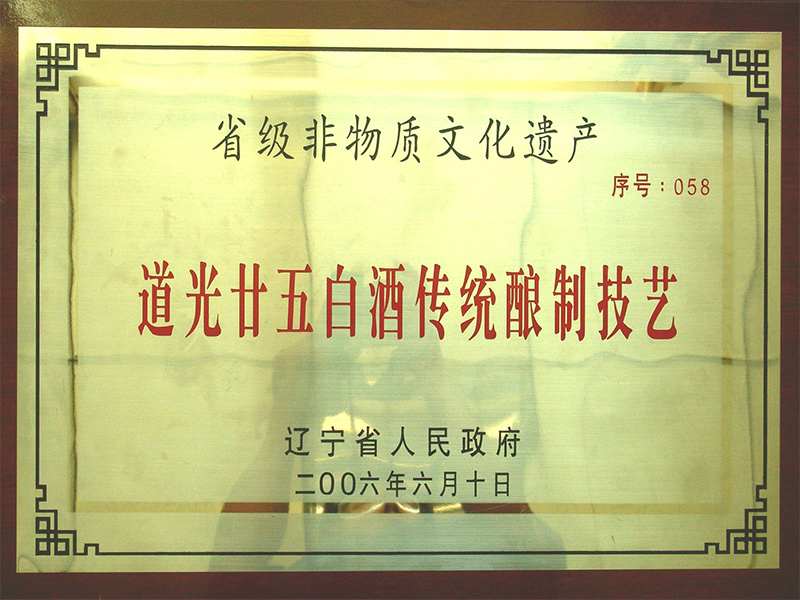 省级非物质文化遗产
序号：058
道光廿五白酒传统酿制技艺
辽宁省人民政府
二00六年六月十日